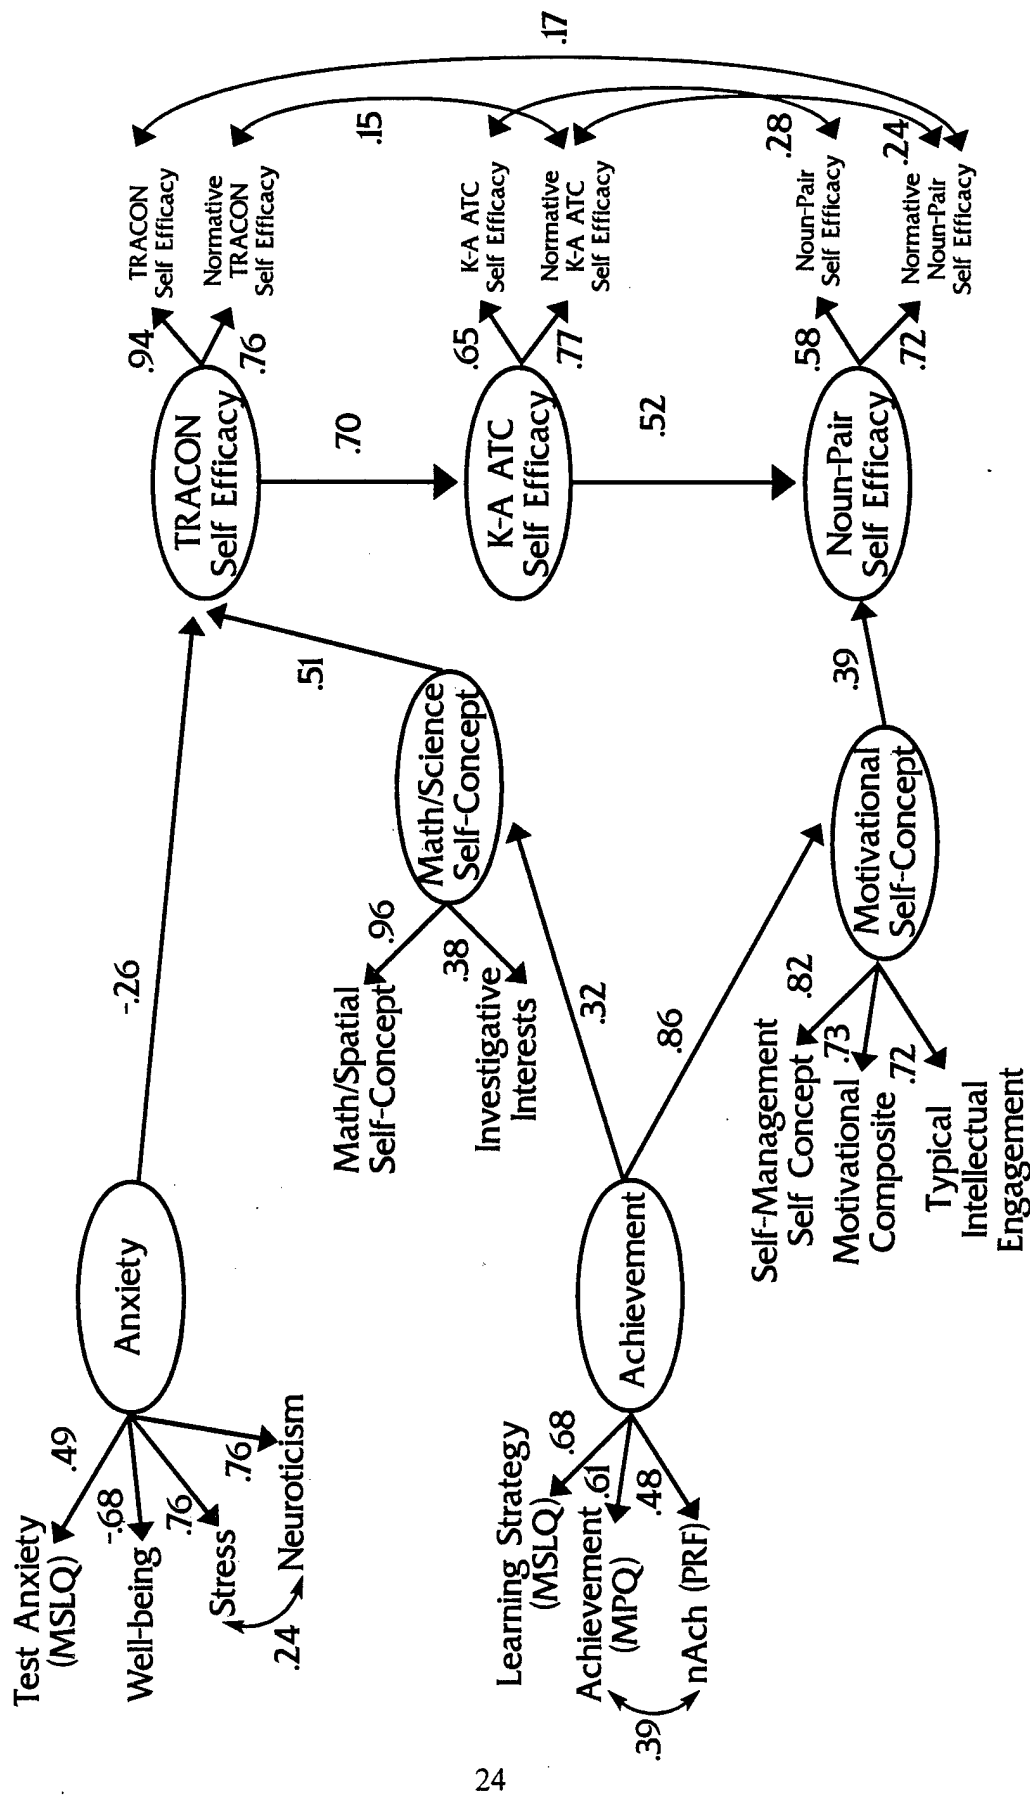 Test Anxiety
(MSLQ)
.49
Well-being
-.68
Stress
.76
Neuroticism
.76
.24
Anxiety
-.26
Learning Strategy
(MSLQ)
.68
Achievement
(MPQ)
.61
nAch (PRF)
.48
.39
Achievement
.32
.86
Math/Spatial
Self-Concept
.96
Investigative
Interests
.38
Math/Science
Self-Concept
.51
Self-Management
Self Concept
.82
Motivational
Composite
.73
Typical
Intellectual
Engagement
.72
Motivational
Self-Concept
.39
TRACON
Self Efficacy
.94
TRACON
Self Efficacy
.76
Normative
TRACON
Self Efficacy
.70
K-A ATC
Self Efficacy
.65
K-A ATC
Self Efficacy
.77
Normative
K-A ATC
Self Efficacy
.52
Noun-Pair
Self Efficacy
.58
Noun-Pair
Self Efficacy
.72
Normative
Noun-Pair
Self Efficacy
.15
.17
.28
.24
24